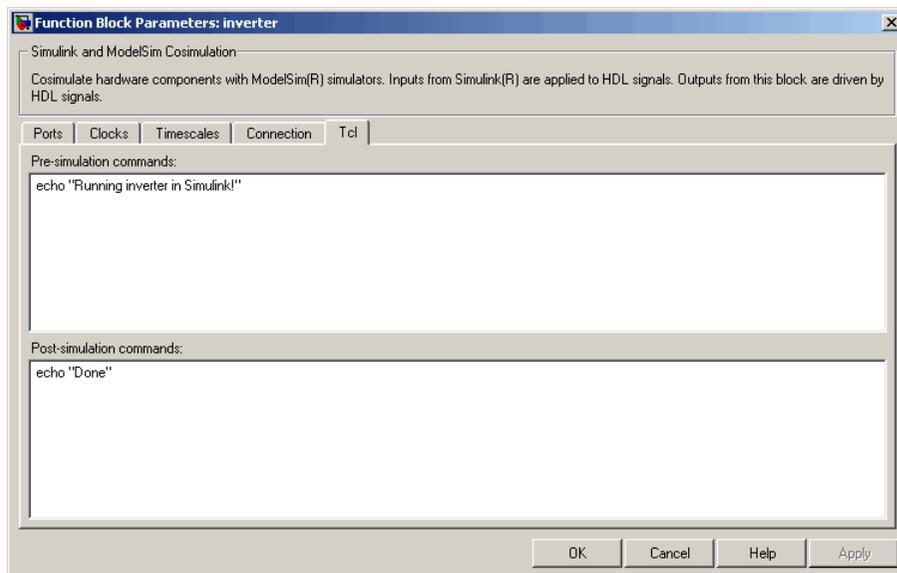 Function Block Parameters: inverter
Simulink and ModelSim Cosimulation
Cosimulate hardware components with ModelSim(R) simulators. Inputs from Simulink(R) are applied to HDL signals. Outputs from this block are driven by
HDL signals.
Ports Clocks Timescales Connection Tcl
Pre-simulation commands:
echo "Running inverter in Simulink!"
Post-simulation commands:
echo "Done"
OK Cancel Help Apply